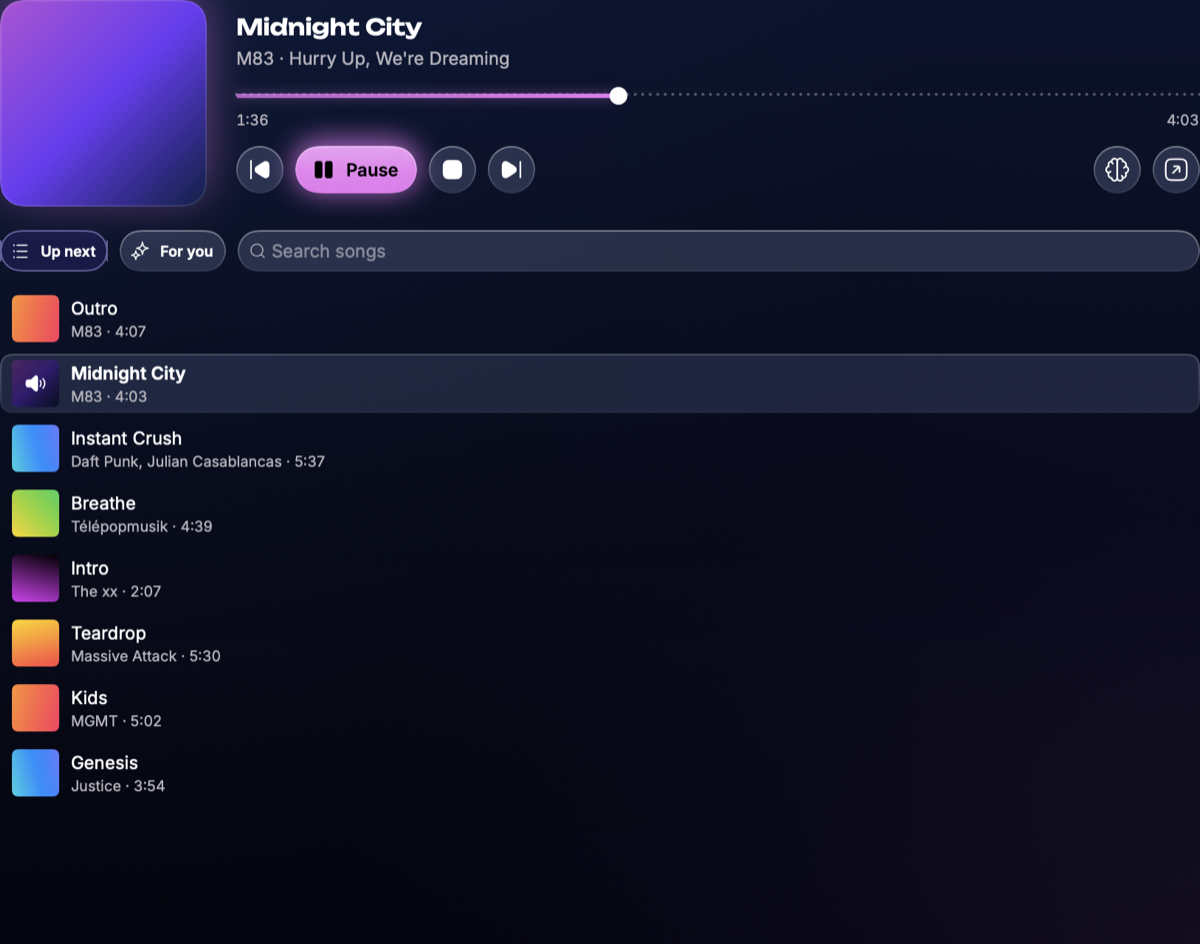 Midnight City
M83 · Hurry Up, We're Dreaming
1:36
4:03
Pause
Up next
For you
Search songs
Outro
M83 · 4:07
Midnight City
M83 · 4:03
Instant Crush
Daft Punk, Julian Casablancas · 5:37
Breathe
Télépopmusik · 4:39
Intro
The xx · 2:07
Teardrop
Massive Attack · 5:30
Kids
MGMT · 5:02
Genesis
Justice · 3:54